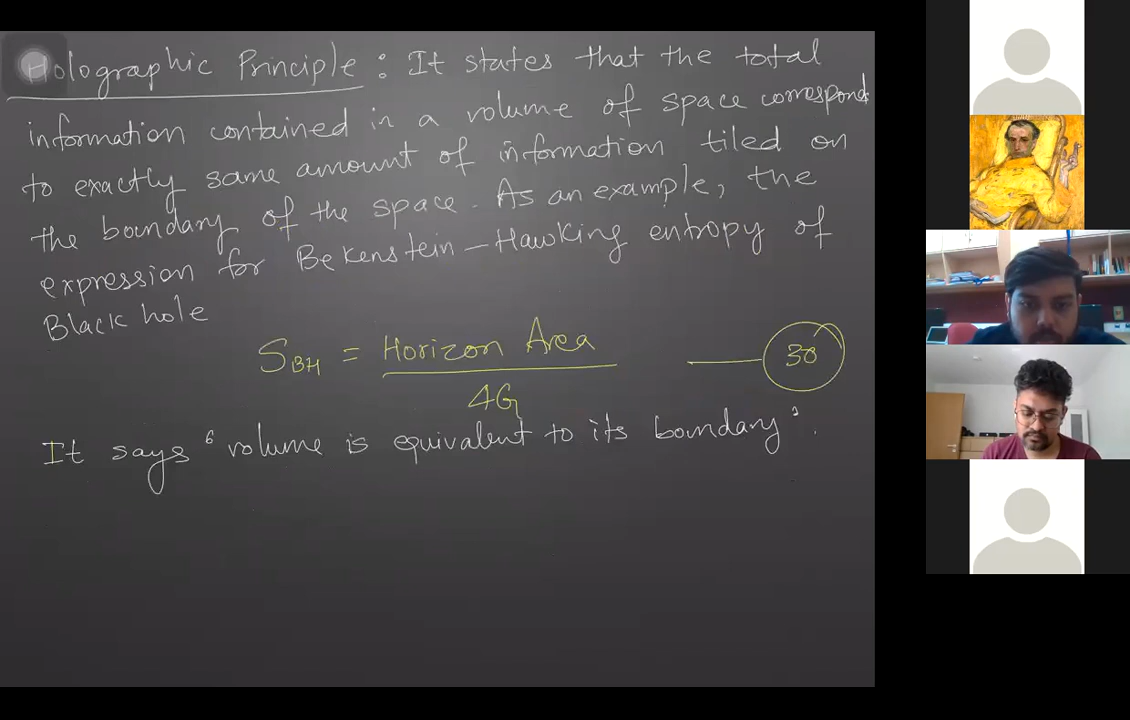 Holographic Principle : It states that the total
information contained in a volume of space correspond
to exactly same amount of information tiled on
the boundary of the space. As an example, the
expression for Bekenstein - Hawking entropy of
Black hole
S_BH = Horizon Area / 4G — 30
It says ‘volume is equivalent to its boundary’.